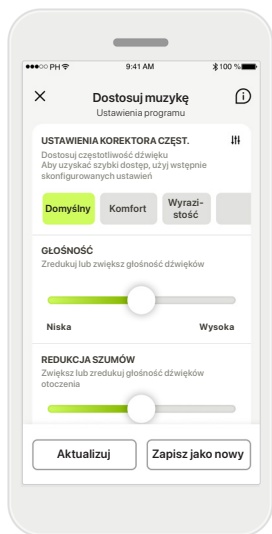 ●●●○○ PH 9:41 AM 100 %
Dostosuj muzykę
Ustawienia programu
USTAWIENIA KOREKTORA CZĘST.
Dostosuj częstotliwość dźwięku
Aby uzyskać szybki dostęp, użyj wstępnie
skonfigurowanych ustawień
Domyślny Komfort Wyrazi-
stość
GŁOŚNOŚĆ
Zredukuj lub zwiększ głośność dźwięków
Niska Wysoka
REDUKCJA SZUMÓW
Zwiększ lub zredukuj głośność dźwięków
otoczenia
Aktualizuj Zapisz jako nowy